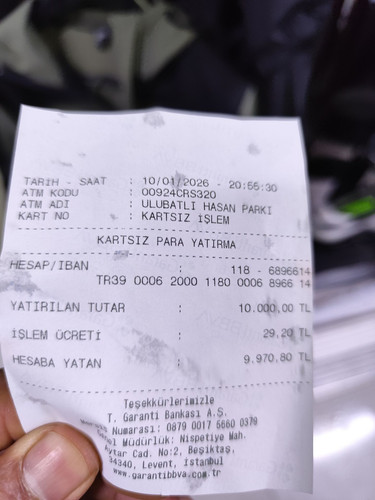 TARİH - SAAT : 10/01/2026 - 20:56:30
ATM KODU : 00924CRS320
ATM ADI : ULUBATLI HASAN PARKI
KART NO : KARTSIZ İŞLEM
KARTSIZ PARA YATIRMA
HESAP/IBAN : 118 - 6896614
TR39 0006 2000 1180 0006 8966 14
YATIRILAN TUTAR : 10.000,00 TL
İŞLEM ÜCRETİ : 29,20 TL
HESABA YATAN : 9.970,80 TL
Teşekkürlerimizle
T. Garanti Bankası A.Ş.
Numarası: 0879 0017 5660 0379
Genel Müdürlük: Nispetiye Mah.
Aytar Cad. No:2, Beşiktaş,
34340, Levent, İstanbul
www.garantibbva.com.tr